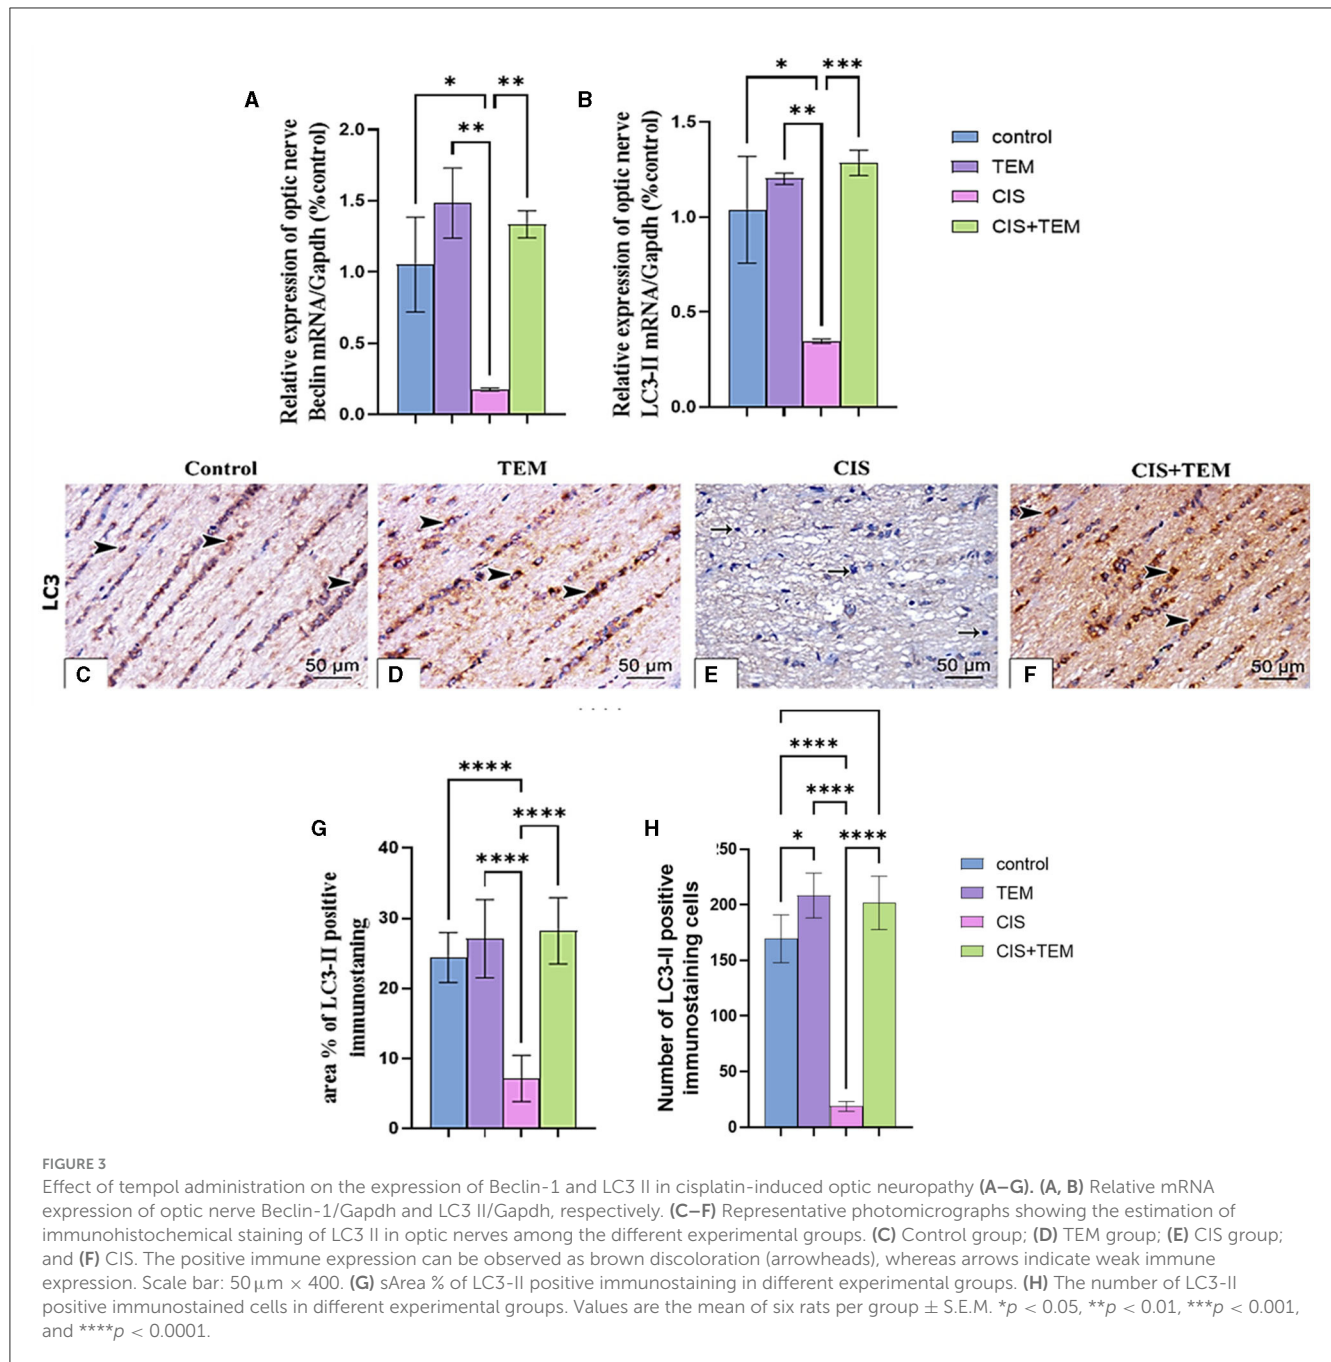 A
* **
**
Relative expression of optic nerve
Beclin mRNA/Gapdh (%control)
2.0
1.5
1.0
0.5
0.0
B
* ***
**
Relative expression of optic nerve
LC3-II mRNA/Gapdh (%control)
1.5
1.0
0.5
0.0
control
TEM
CIS
CIS+TEM
Control TEM CIS CIS+TEM
LC3
C 50 μm
D 50 μm
E 50 μm
F 50 μm
G
****
****
****
area % of LC3-II positive
immunostaning
40
30
20
10
0
H
****
****
* ****
Number of LC3-II positive
immunostaining cells
250
200
150
100
50
0
control
TEM
CIS
CIS+TEM
FIGURE 3
Effect of tempol administration on the expression of Beclin-1 and LC3 II in cisplatin-induced optic neuropathy (A–G). (A, B) Relative mRNA
expression of optic nerve Beclin-1/Gapdh and LC3 II/Gapdh, respectively. (C–F) Representative photomicrographs showing the estimation of
immunohistochemical staining of LC3 II in optic nerves among the different experimental groups. (C) Control group; (D) TEM group; (E) CIS group;
and (F) CIS. The positive immune expression can be observed as brown discoloration (arrowheads), whereas arrows indicate weak immune
expression. Scale bar: 50 μm × 400. (G) sArea % of LC3-II positive immunostaining in different experimental groups. (H) The number of LC3-II
positive immunostained cells in different experimental groups. Values are the mean of six rats per group ± S.E.M. *p < 0.05, **p < 0.01, ***p < 0.001,
and ****p < 0.0001.